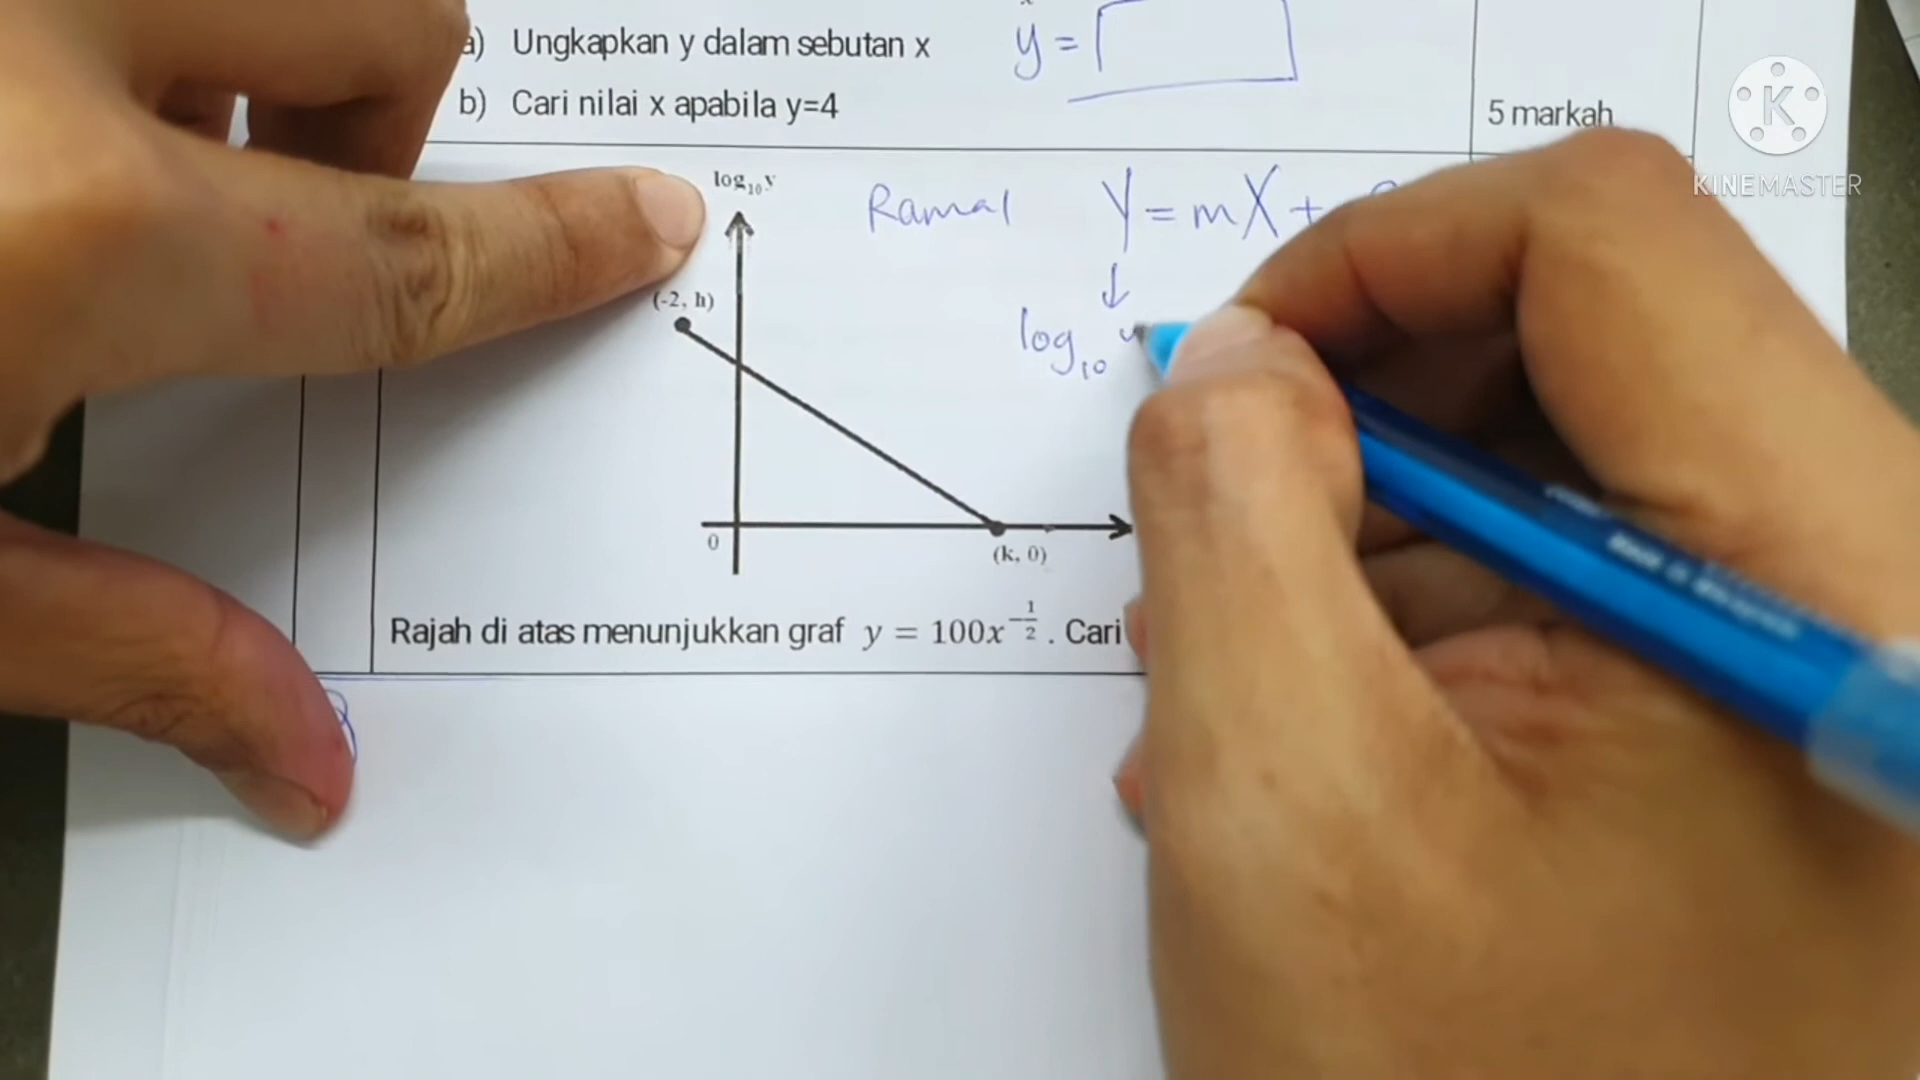 a) Ungkapkan y dalam sebutan x
y =
b) Cari nilai x apabila y=4
5 markah
K
KINEMASTER
log₁₀y
Ramal Y = mX +
(-2, h)
log₁₀
0
(k, 0)
Rajah di atas menunjukkan graf y = 100x^{-1/2} . Cari